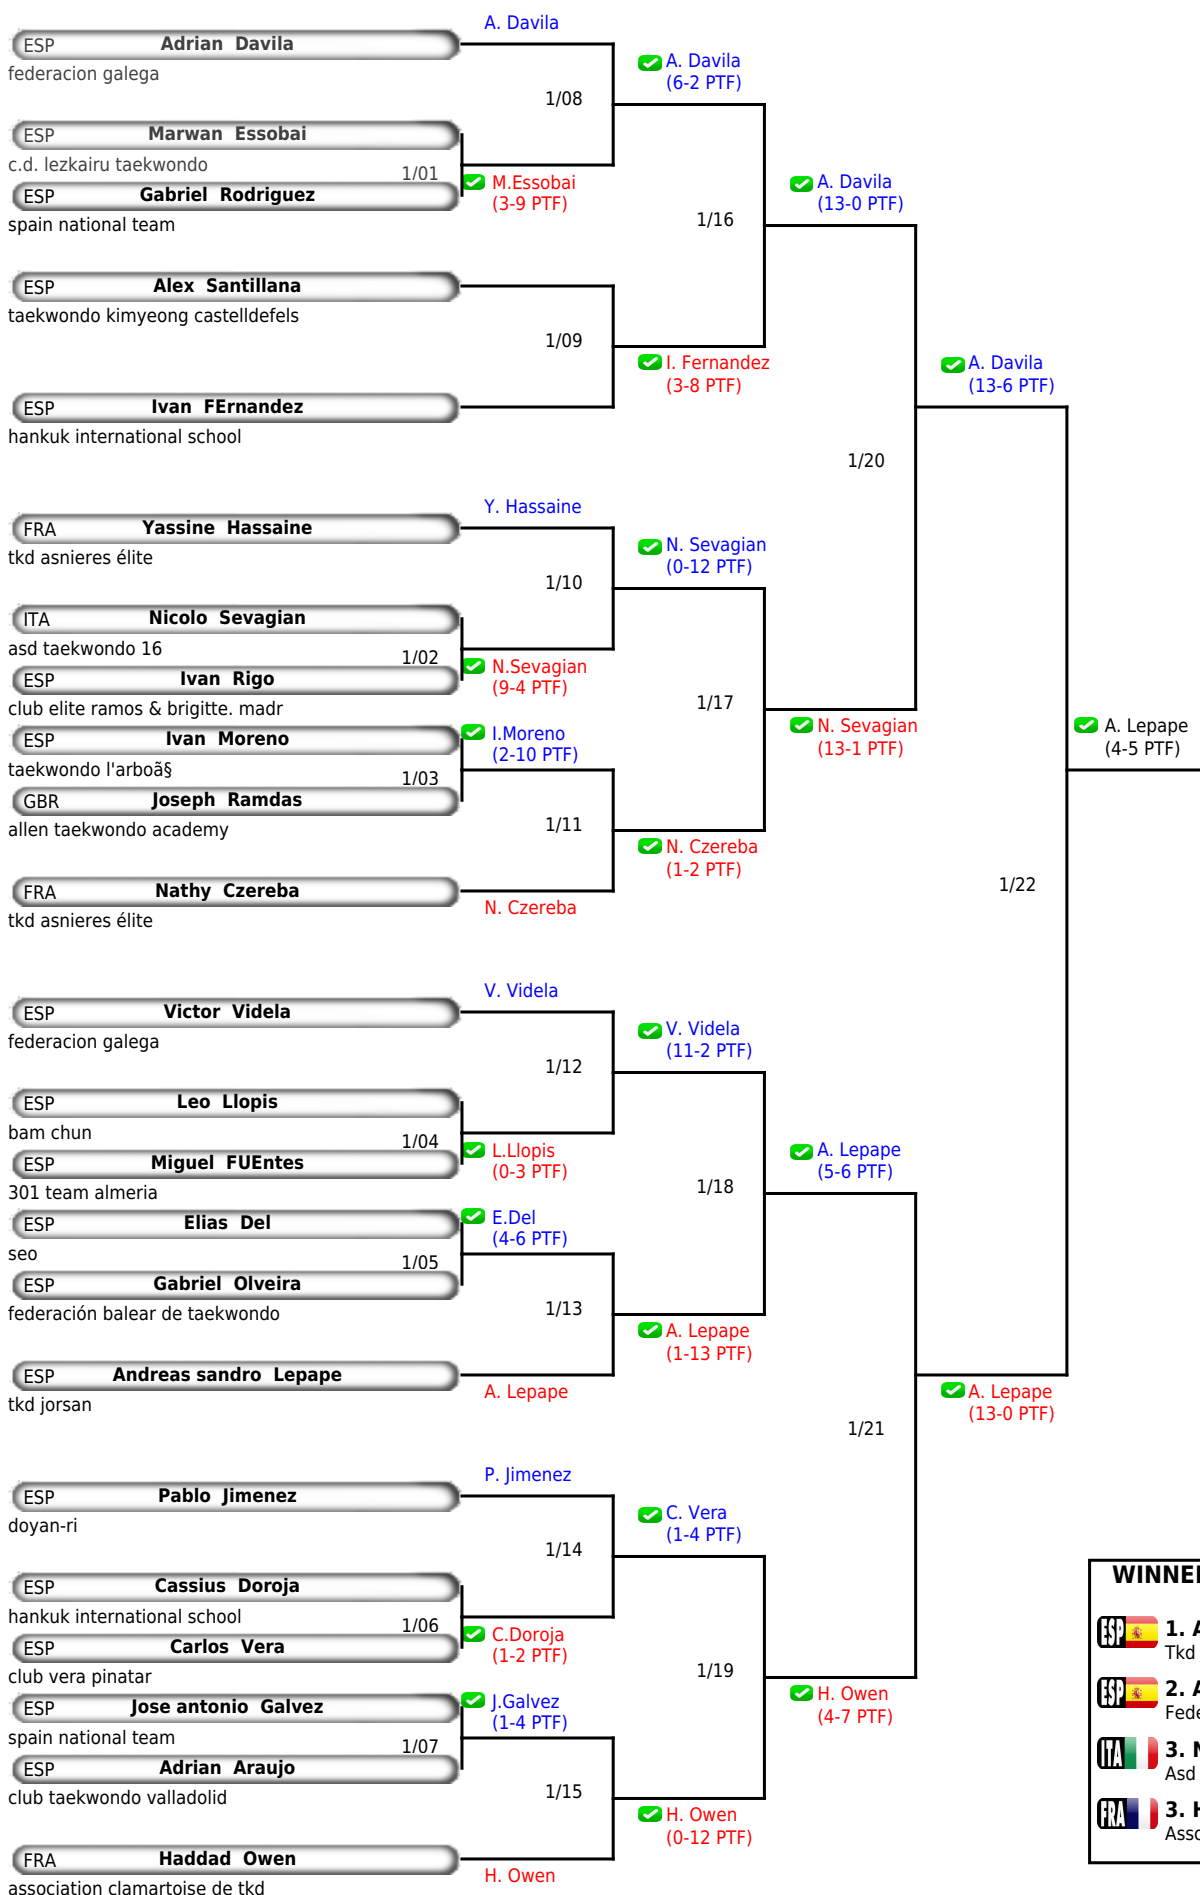 A. Davila
ESP Adrian Davila
federacion galega
A. Davila
(6-2 PTF)
1/08
ESP Marwan Essobai
c.d. lezkairu taekwondo
1/01
M.Essobai
(3-9 PTF)
ESP Gabriel Rodriguez
spain national team
A. Davila
(13-0 PTF)
1/16
ESP Alex Santillana
taekwondo kimyeong castelldefels
1/09
I. Fernandez
(3-8 PTF)
ESP Ivan FErnandez
hankuk international school
A. Davila
(13-6 PTF)
1/20
Y. Hassaine
FRA Yassine Hassaine
tkd asnieres élite
N. Sevagian
(0-12 PTF)
1/10
ITA Nicolo Sevagian
asd taekwondo 16
1/02
N.Sevagian
(9-4 PTF)
ESP Ivan Rigo
club elite ramos & brigitte. madr
1/17
ESP Ivan Moreno
taekwondo l'arboã§
I.Moreno
(2-10 PTF)
N. Sevagian
(13-1 PTF)
A. Lepape
(4-5 PTF)
1/03
GBR Joseph Ramdas
allen taekwondo academy
1/11
N. Czereba
(1-2 PTF)
FRA Nathy Czereba
tkd asnieres élite
N. Czereba
1/22
V. Videla
ESP Victor Videla
federacion galega
V. Videla
(11-2 PTF)
1/12
ESP Leo Llopis
bam chun
1/04
L.Llopis
(0-3 PTF)
ESP Miguel FUEntes
301 team almeria
A. Lepape
(5-6 PTF)
1/18
ESP Elias Del
seo
E.Del
(4-6 PTF)
1/05
ESP Gabriel Olveira
federación balear de taekwondo
1/13
A. Lepape
(1-13 PTF)
ESP Andreas sandro Lepape
tkd jorsan
A. Lepape
A. Lepape
(13-0 PTF)
1/21
P. Jimenez
ESP Pablo Jimenez
doyan-ri
C. Vera
(1-4 PTF)
1/14
ESP Cassius Doroja
hankuk international school
1/06
C.Doroja
(1-2 PTF)
ESP Carlos Vera
club vera pinatar
1/19
ESP Jose antonio Galvez
spain national team
J.Galvez
(1-4 PTF)
H. Owen
(4-7 PTF)
1/07
ESP Adrian Araujo
club taekwondo valladolid
1/15
H. Owen
(0-12 PTF)
FRA Haddad Owen
association clamartoise de tkd
H. Owen
WINNE
ESP 1. A
Tkd
ESP 2. A
Fede
ITA 3. N
Asd
FRA 3. H
Asso